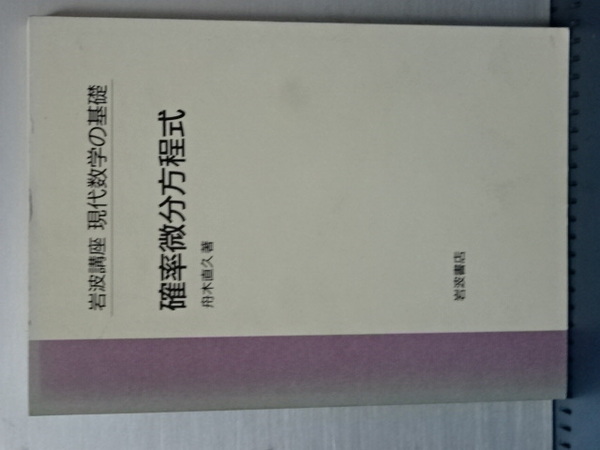 岩波講座 現代数学の基礎
確率微分方程式
舟木直久 著
岩波書店